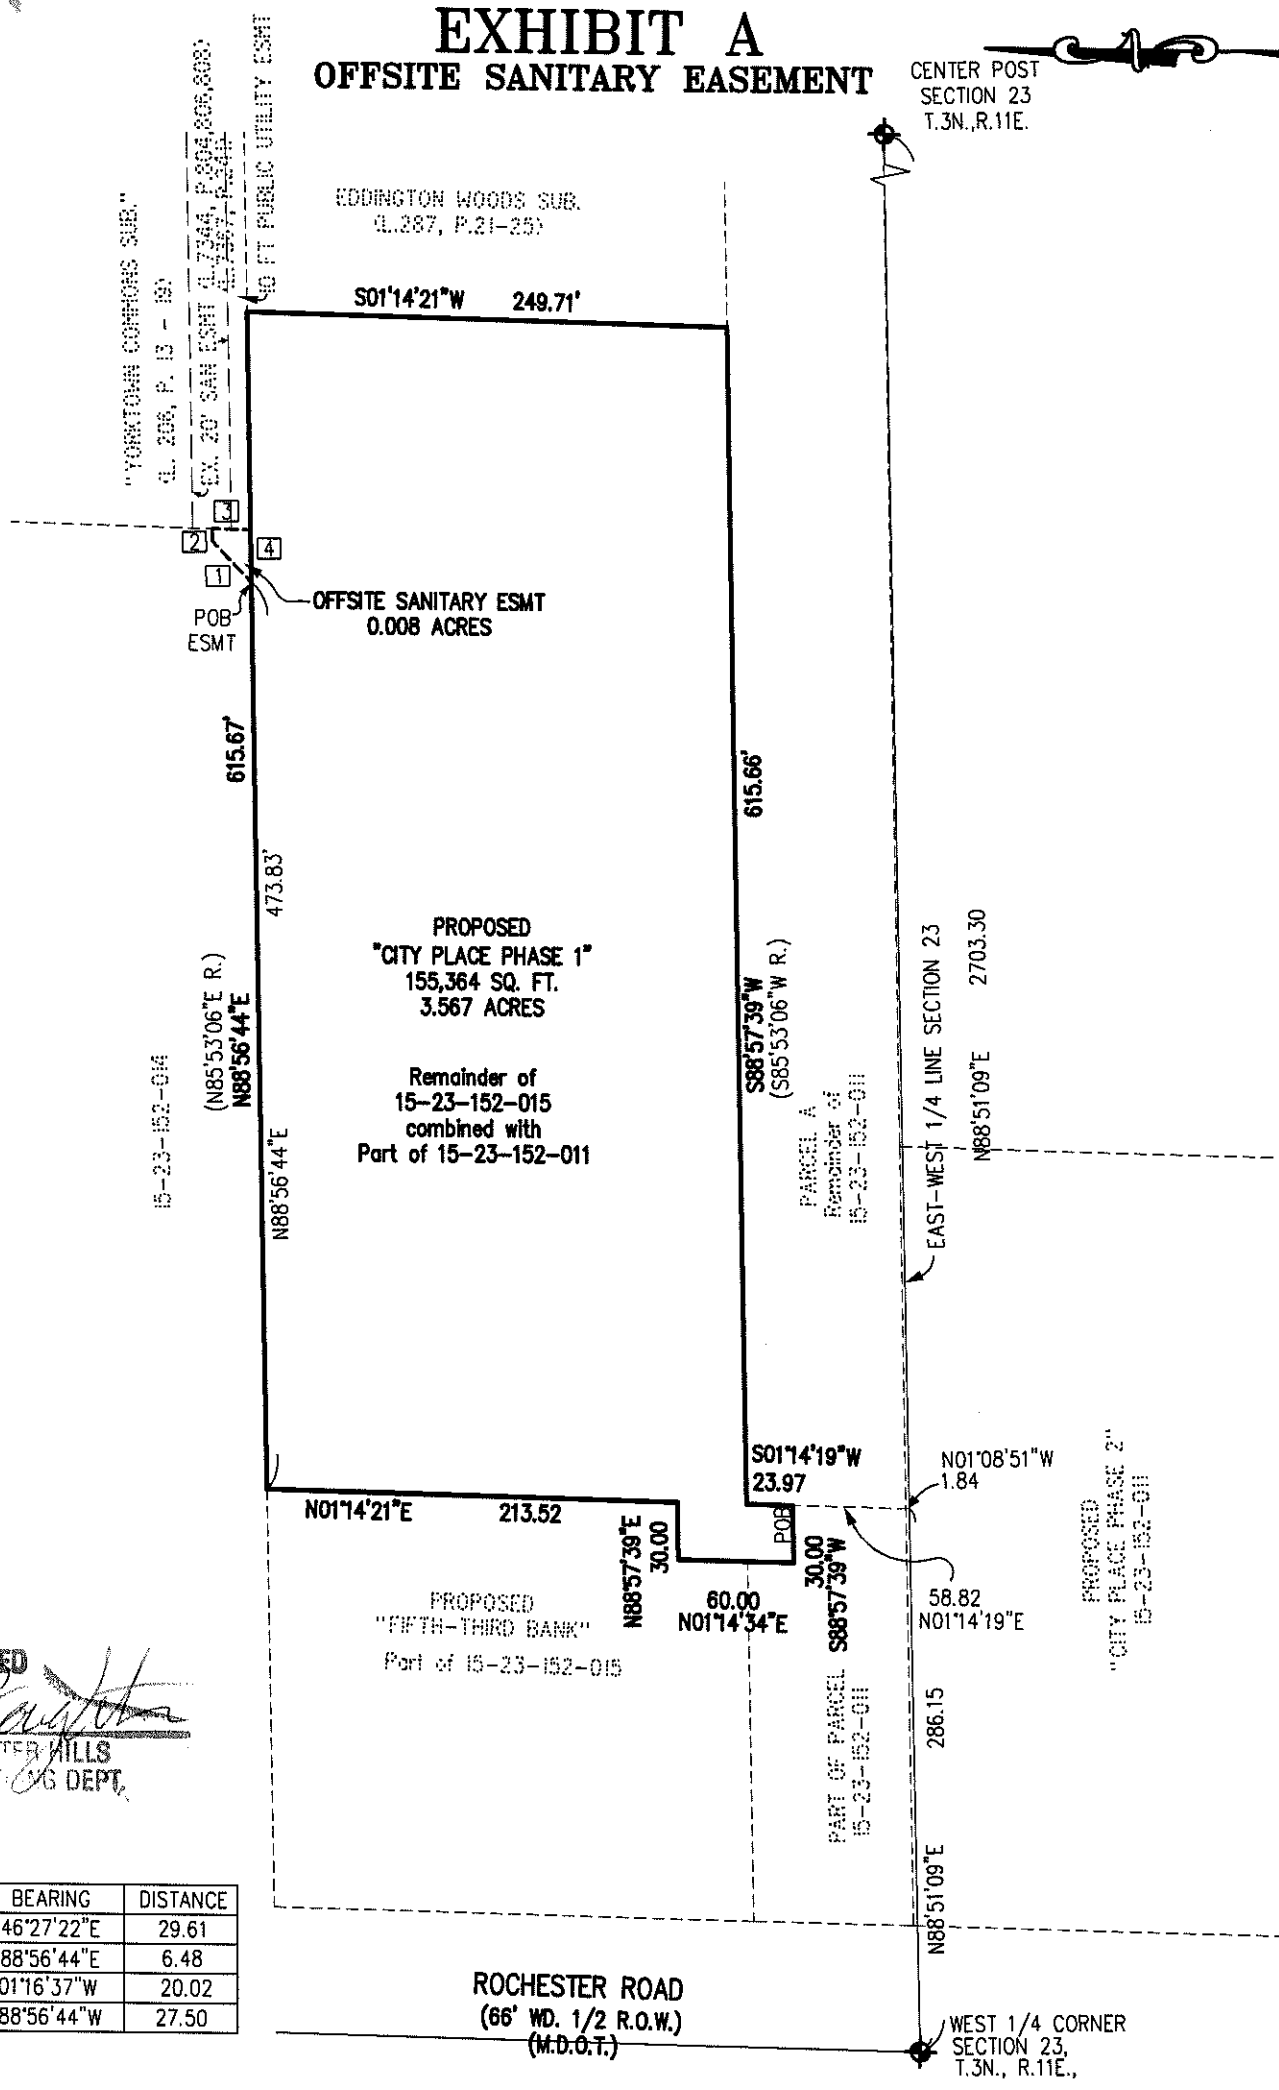 EXHIBIT A
OFFSITE SANITARY EASEMENT
CENTER POST
SECTION 23
T.3N.,R.11E.
EDDINGTON WOODS SUB.
(L.287, P.21-25)
"YORKTOWN COMMONS SUB."
(L. 206, P. 13 - 19)
EX. 20' SAN ESMT (L.7344, P.804,806,808)
10 FT PUBLIC UTILITY ESMT
S01°14'21"W 249.71'
3
2
4
1
POB
ESMT
OFFSITE SANITARY ESMT
0.008 ACRES
615.67'
473.83'
(N85°53'06"E R.)
N88°56'44"E
N88°56'44"E
15-23-152-014
PROPOSED
"CITY PLACE PHASE 1"
155,364 SQ. FT.
3.567 ACRES
Remainder of
15-23-152-015
combined with
Part of 15-23-152-011
615.66'
S88°57'39"W
(S85°53'06"W R.)
PARCEL A
Remainder of
15-23-152-011
EAST-WEST 1/4 LINE SECTION 23
N88°51'09"E 2703.30
S01°14'19"W
23.97
N01°08'51"W
1.84
N01°14'21"E 213.52
N88°57'39"E
30.00
POB
30.00
S88°57'39"W
60.00
N01°14'34"E
58.82
N01°14'19"E
PROPOSED
"CITY PLACE PHASE 2"
15-23-152-011
PROPOSED
"FIFTH-THIRD BANK"
Part of 15-23-152-015
PART OF PARCEL
15-23-152-011
N88°51'09"E 286.15
ED
TER HILLS
NG DEPT.
BEARING DISTANCE
46°27'22"E 29.61
88°56'44"E 6.48
01°16'37"W 20.02
88°56'44"W 27.50
ROCHESTER ROAD
(66' WD. 1/2 R.O.W.)
(M.D.O.T.)
WEST 1/4 CORNER
SECTION 23,
T.3N., R.11E.,